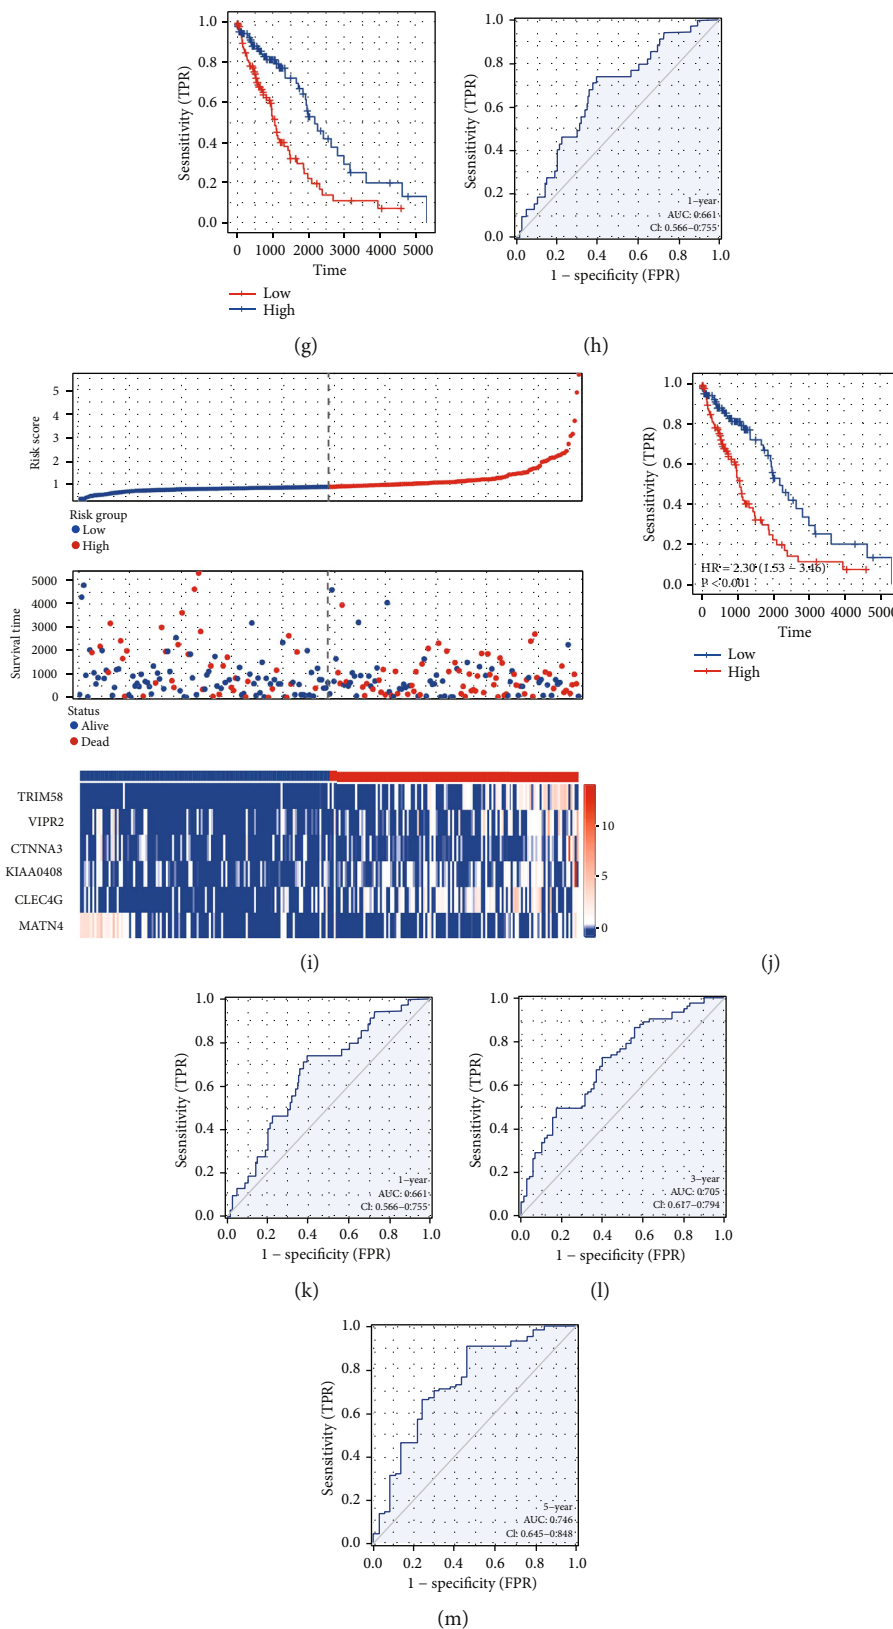 Sesnsitivity (TPR)
1.0
0.8
0.6
0.4
0.2
0.0
0 1000 2000 3000 4000 5000
Time
Low
High
(g)
Sesnsitivity (TPR)
1.0
0.8
0.6
0.4
0.2
0.0
1−year
AUC: 0.661
CI: 0.566−0.755
0.0 0.2 0.4 0.6 0.8 1.0
1 − specificity (FPR)
(h)
Risk score
5
4
3
2
1
Risk group
Low
High
Survival time
5000
4000
3000
2000
1000
0
Status
Alive
Dead
TRIM58
VIPR2
CTNNA3
KIAA0408
CLEC4G
MATN4
10
5
0
(i)
Sesnsitivity (TPR)
1.0
0.8
0.6
0.4
0.2
0.0
HR = 2.30 (1.53 − 3.46)
P < 0.001
0 1000 2000 3000 4000 5000
Time
Low
High
(j)
Sesnsitivity (TPR)
1.0
0.8
0.6
0.4
0.2
0.0
1−year
AUC: 0.661
CI: 0.566−0.755
0.0 0.2 0.4 0.6 0.8 1.0
1 − specificity (FPR)
(k)
Sesnsitivity (TPR)
1.0
0.8
0.6
0.4
0.2
0.0
3−year
AUC: 0.705
CI: 0.617−0.794
0.0 0.2 0.4 0.6 0.8 1.0
1 − specificity (FPR)
(l)
Sesnsitivity (TPR)
1.0
0.8
0.6
0.4
0.2
0.0
5−year
AUC: 0.746
CI: 0.645−0.848
0.0 0.2 0.4 0.6 0.8 1.0
1 − specificity (FPR)
(m)